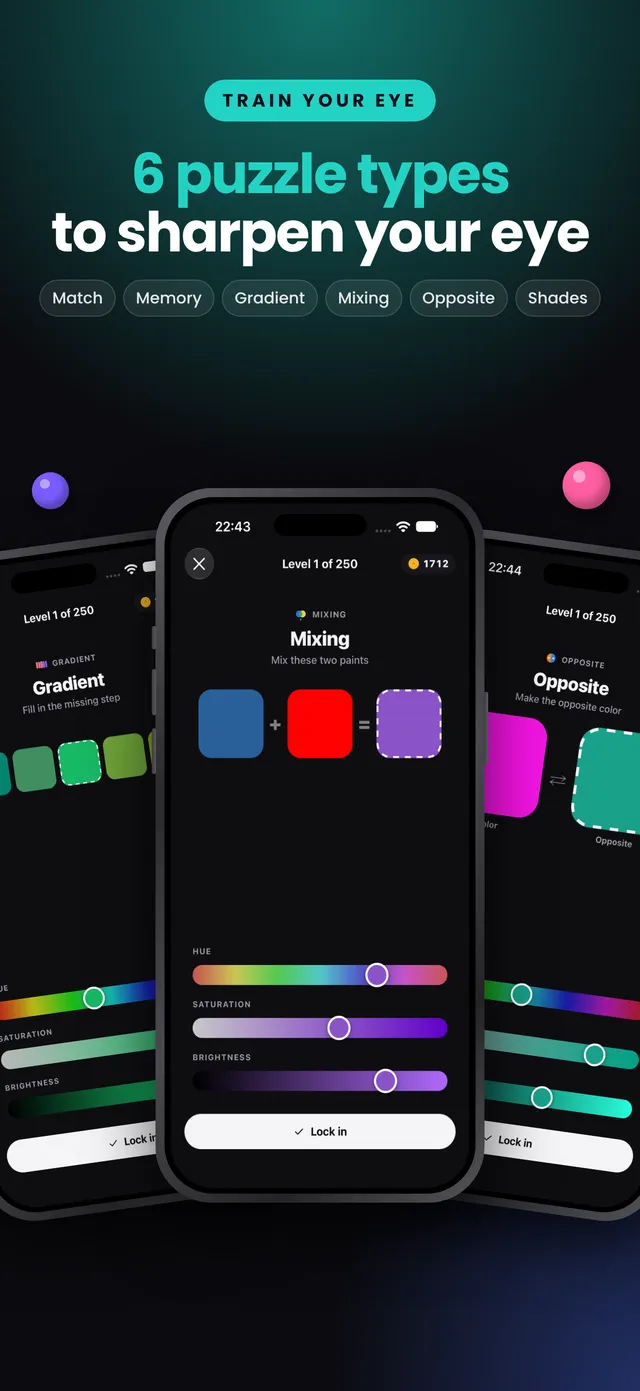 TRAIN YOUR EYE
6 puzzle types
to sharpen your eye
Match Memory Gradient Mixing Opposite Shades
22:43
Level 1 of 250
1712
MIXING
Mixing
Mix these two paints
+ =
HUE
SATURATION
BRIGHTNESS
Lock in
Level 1 of 250
GRADIENT
Gradient
Fill in the missing step
SATURATION
BRIGHTNESS
Lock in
22:44
Level 1 of 250
OPPOSITE
Opposite
Make the opposite color
Opposite
Lock in